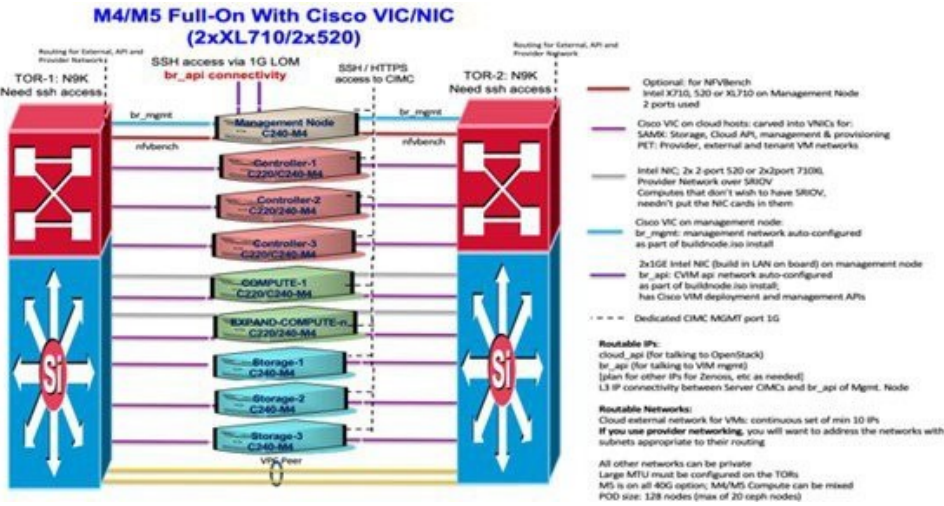 M4/M5 Full-On With Cisco VIC/NIC
(2xXL710/2x520)
Routing for External, API and
Provider Network
TOR-1: N9K
Need ssh access
SSH access via 1G LOM
br_api connectivity
SSH / HTTPS
access to CIMC
Routing for External, API and
Provider Network
TOR-2: N9K
Need ssh access
br_mgmt
nfvbench
Management Node
C240-M4
br_mgmt
nfvbench
Controller-1
C220/C240-M4
Controller-2
C220/240-M4
Controller-3
C220/C240-M4
COMPUTE-1
C220/C240-M4
EXPAND-COMPUTE-n
C220/240-M4
Storage-1
C240-M4
Storage-2
C240-M4
Storage-3
C240-M4
VPC Peer
Si
Si
Optional: for NFVBench
Intel X710, 520 or XL710 on Management Node
2 ports used
Cisco VIC on cloud hosts: carved into VNICs for:
SAMX: Storage, Cloud API, management & provisioning
PET: Provider, external and tenant VM networks
Intel NIC; 2x 2-port 520 or 2x2port 710XL
Provider Network over SRIOV
Computes that don't wish to have SRIOV,
needn't put the NIC cards in them
Cisco VIC on management node:
br_mgmt: management network auto-configured
as part of buildnode.iso install
2x1GE Intel NIC (build in LAN on board) on management node
br_api: CVIM api network auto-configured
as part of buildnode.iso install;
has Cisco VIM deployment and management APIs
Dedicated CIMC MGMT port 1G
Routable IPs:
cloud_api (for talking to OpenStack)
br_api (for talking to VIM mgmt)
[plan for other IPs for Zenoss, etc as needed]
L3 IP connectivity between Server CIMCs and br_api of Mgmt. Node
Routable Networks:
Cloud external network for VMs: continuous set of min 10 IPs
If you use provider networking, you will want to address the networks with
subnets appropriate to their routing
All other networks can be private
Large MTU must be configured on the TORs
M5 is on all 40G option; M4/M5 Compute can be mixed
POD size: 128 nodes (max of 20 ceph nodes)